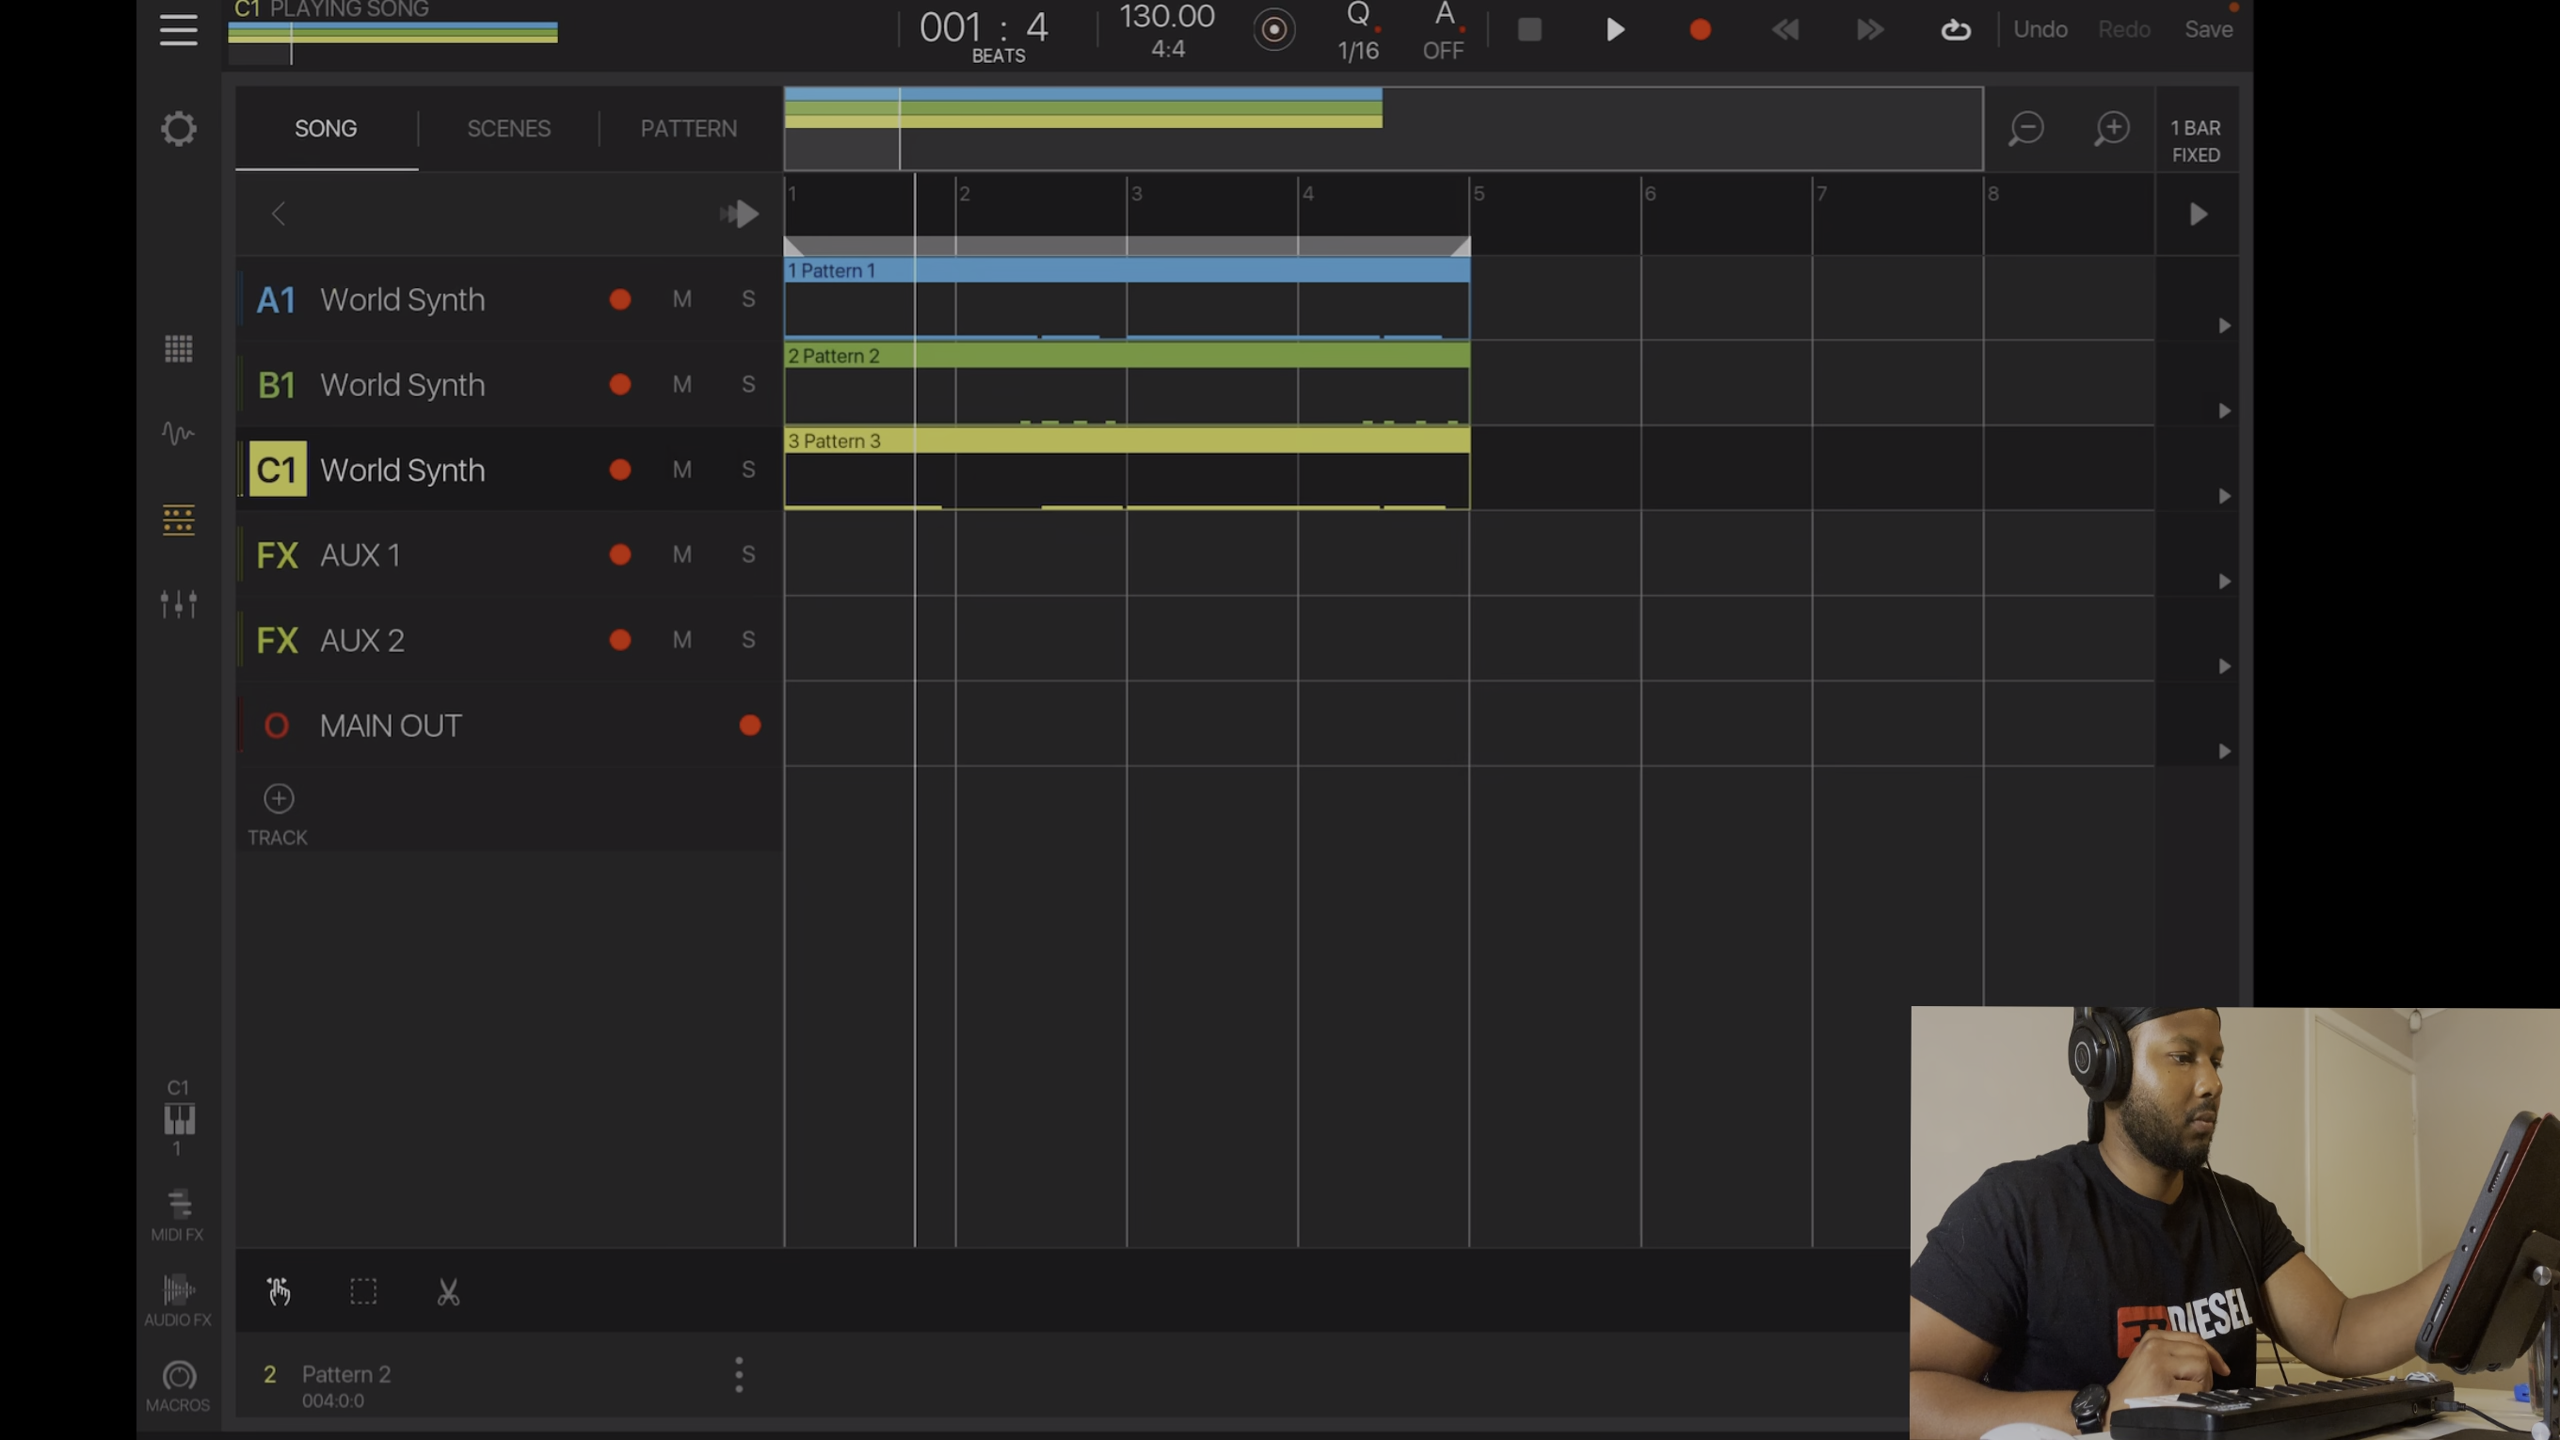 C1 PLAYING SONG
001 : 4
BEATS
130.00
4:4
Q
1/16
A
OFF
Undo
Redo
Save
SONG
SCENES
PATTERN
1 BAR
FIXED
1
2
3
4
5
6
7
8
A1 World Synth M S
1 Pattern 1
B1 World Synth M S
2 Pattern 2
C1 World Synth M S
3 Pattern 3
FX AUX 1 M S
FX AUX 2 M S
O MAIN OUT
TRACK
C1
1
MIDI FX
AUDIO FX
MACROS
2 Pattern 2
004:0:0
DIESEL